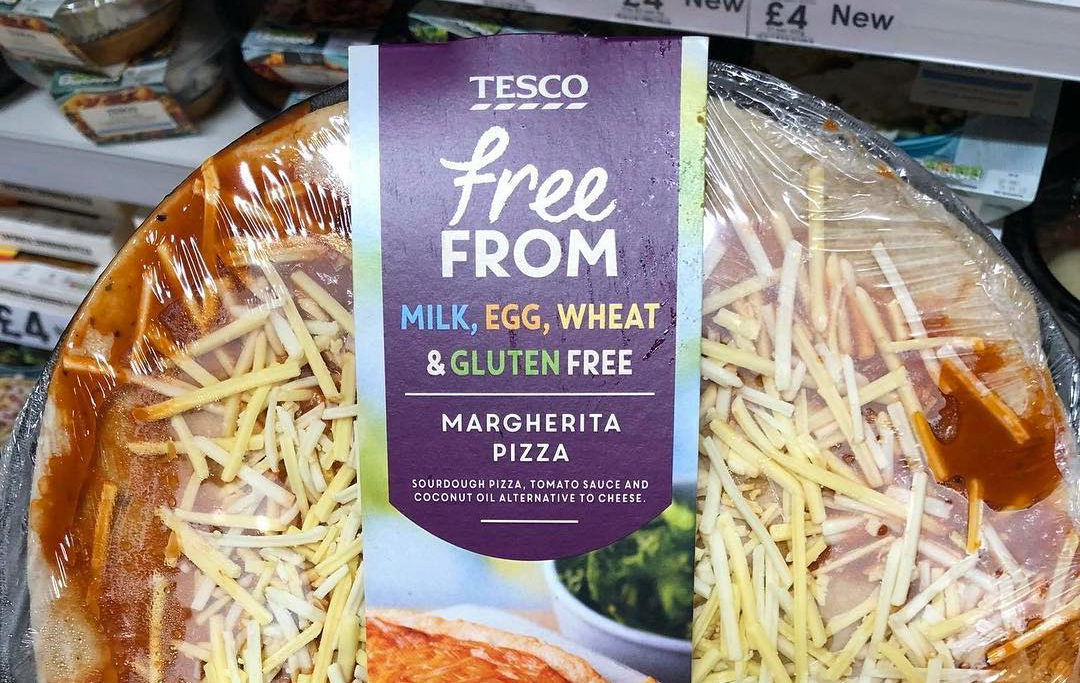 £4 New
£4 New
£4
TESCO
free
FROM
MILK, EGG, WHEAT
& GLUTEN FREE
MARGHERITA
PIZZA
SOURDOUGH PIZZA, TOMATO SAUCE AND
COCONUT OIL ALTERNATIVE TO CHEESE.